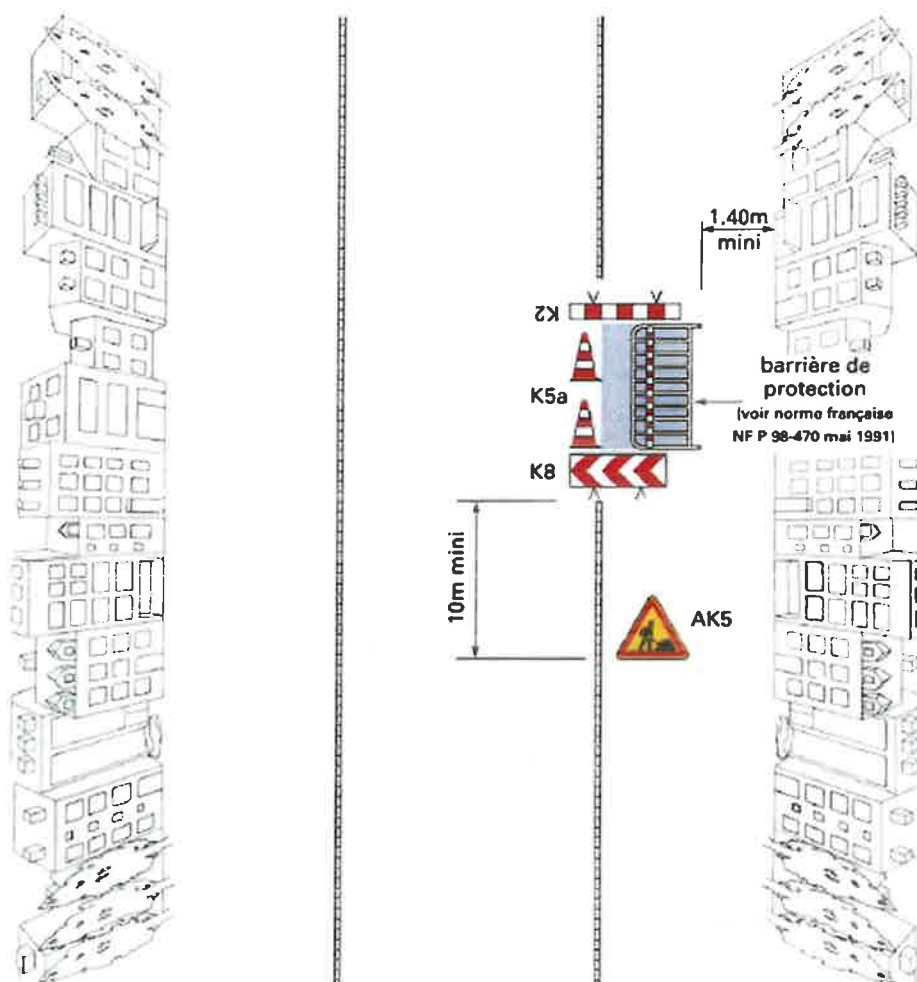 1.40m
mini
K2
K5a
barrière de
protection
(voir norme française
NF P 98-470 mai 1991)
K8
10m mini
AK5